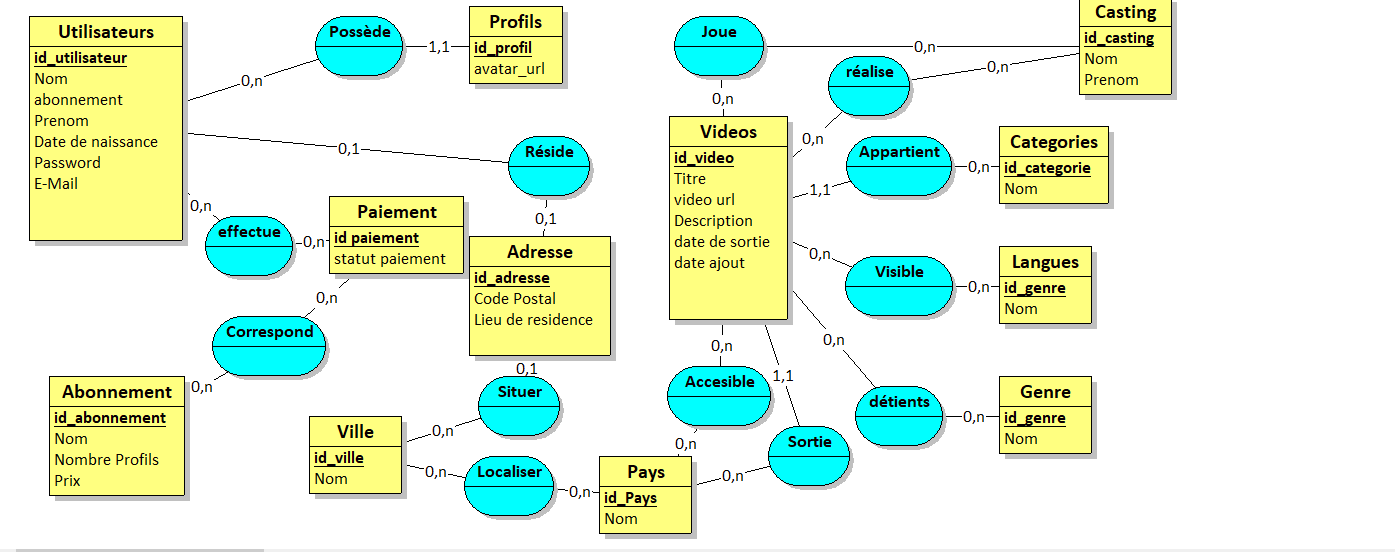 Utilisateurs
id_utilisateur
Nom
abonnement
Prenom
Date de naissance
Password
E-Mail
Possède
0,n
1,1
Profils
id_profil
avatar_url
0,1
Réside
0,1
0,n
effectue
0,n
Paiement
id paiement
statut paiement
Adresse
id_adresse
Code Postal
Lieu de residence
0,n
Correspond
0,n
Abonnement
id_abonnement
Nom
Nombre Profils
Prix
0,1
Situer
0,n
Ville
id_ville
Nom
0,n
Localiser
0,n
Pays
id_Pays
Nom
Joue
0,n
0,n
Casting
id_casting
Nom
Prenom
réalise
0,n
0,n
Videos
id_video
Titre
video url
Description
date de sortie
date ajout
Appartient
1,1
0,n
Categories
id_categorie
Nom
0,n
Visible
0,n
Langues
id_genre
Nom
0,n
détients
0,n
Genre
id_genre
Nom
0,n
Accesible
0,n
1,1
Sortie
0,n